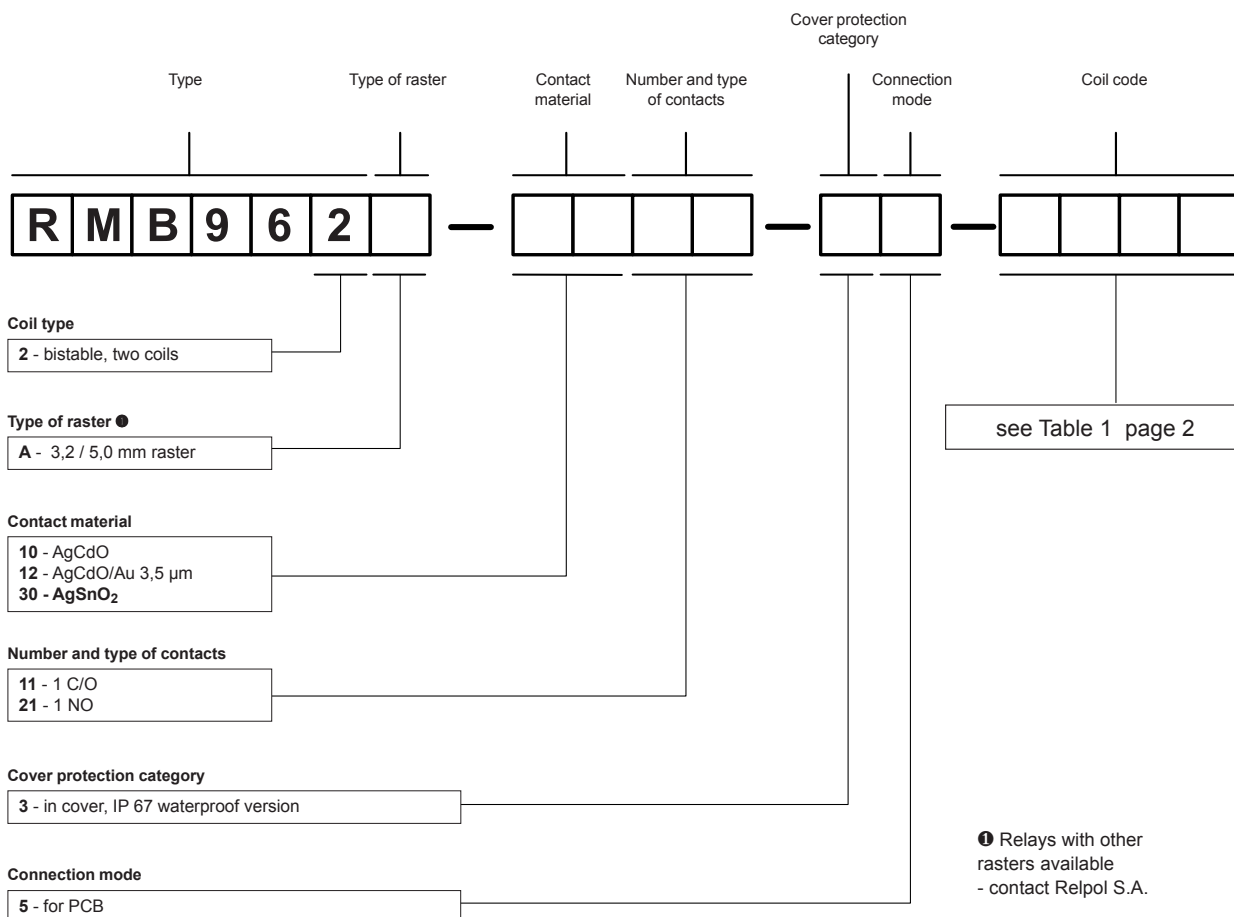 Cover protection
category
Type
Type of raster
Contact
material
Number and type
of contacts
Connection
mode
Coil code
R M B 9 6 2
Coil type
2 - bistable, two coils
Type of raster ❶
A - 3,2 / 5,0 mm raster
see Table 1 page 2
Contact material
10 - AgCdO
12 - AgCdO/Au 3,5 µm
30 - AgSnO₂
Number and type of contacts
11 - 1 C/O
21 - 1 NO
Cover protection category
3 - in cover, IP 67 waterproof version
❶ Relays with other
rasters available
- contact Relpol S.A.
Connection mode
5 - for PCB